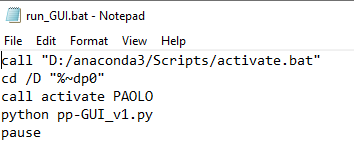 run_GUI.bat - Notepad
File Edit Format View Help
call "D:/anaconda3/Scripts/activate.bat"
cd /D "%~dp0"
call activate PAOLO
python pp-GUI_v1.py
pause